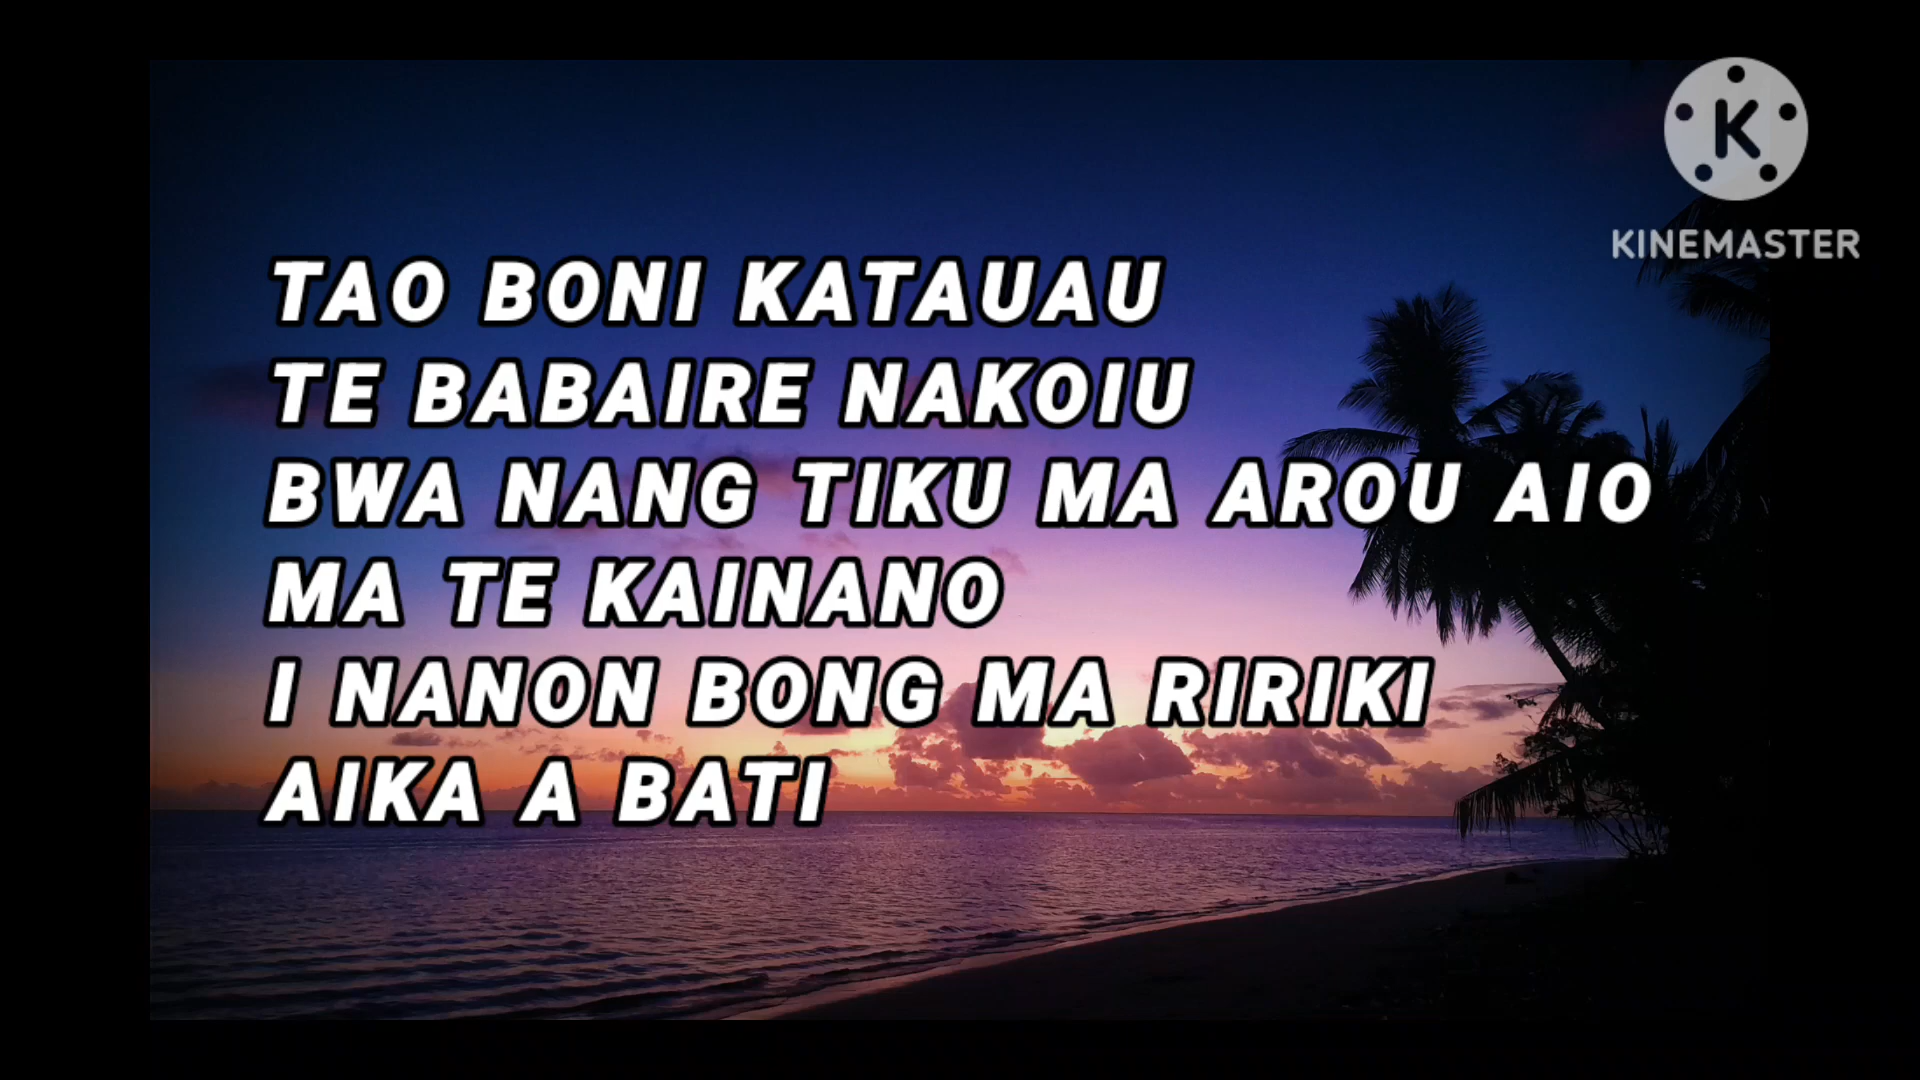 KINEMASTER
TAO BONI KATAUAU
TE BABAIRE NAKOIU
BWA NANG TIKU MA AROU AIO
MA TE KAINANO
I NANON BONG MA RIRIKI
AIKA A BATI